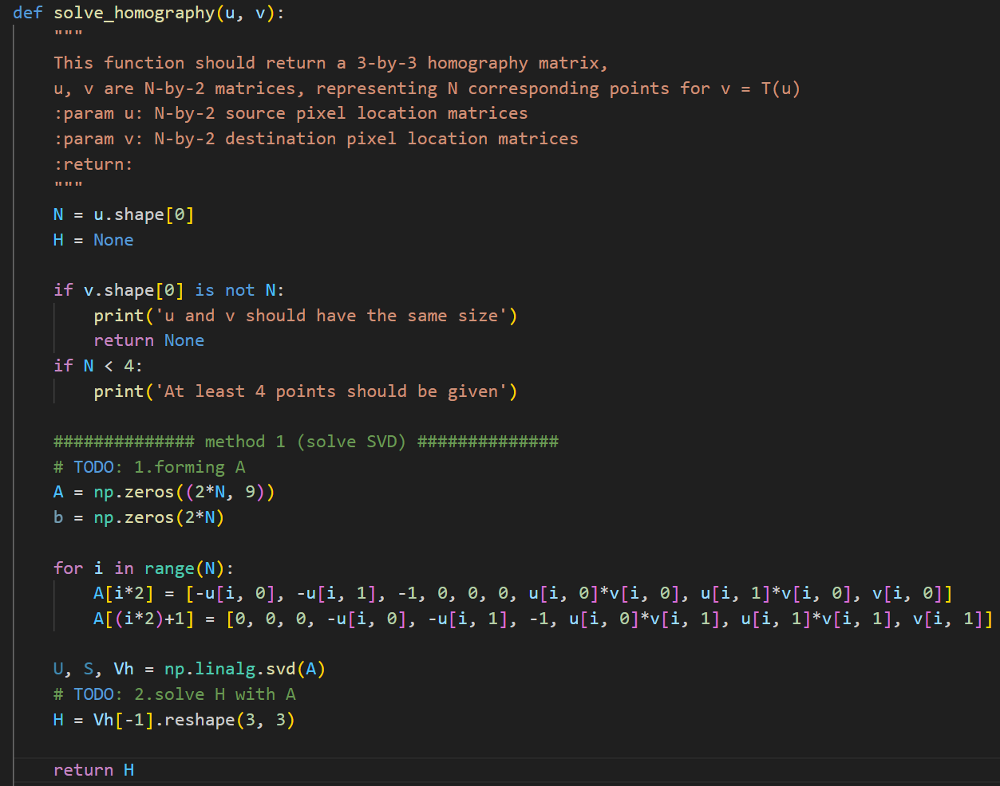 def solve_homography(u, v):
    """
    This function should return a 3-by-3 homography matrix,
    u, v are N-by-2 matrices, representing N corresponding points for v = T(u)
    :param u: N-by-2 source pixel location matrices
    :param v: N-by-2 destination pixel location matrices
    :return:
    """
    N = u.shape[0]
    H = None

    if v.shape[0] is not N:
        print('u and v should have the same size')
        return None
    if N < 4:
        print('At least 4 points should be given')

    ############## method 1 (solve SVD) ##############
    # TODO: 1.forming A
    A = np.zeros((2*N, 9))
    b = np.zeros(2*N)

    for i in range(N):
        A[i*2] = [-u[i, 0], -u[i, 1], -1, 0, 0, 0, u[i, 0]*v[i, 0], u[i, 1]*v[i, 0], v[i, 0]]
        A[(i*2)+1] = [0, 0, 0, -u[i, 0], -u[i, 1], -1, u[i, 0]*v[i, 1], u[i, 1]*v[i, 1], v[i, 1]]

    U, S, Vh = np.linalg.svd(A)
    # TODO: 2.solve H with A
    H = Vh[-1].reshape(3, 3)

    return H